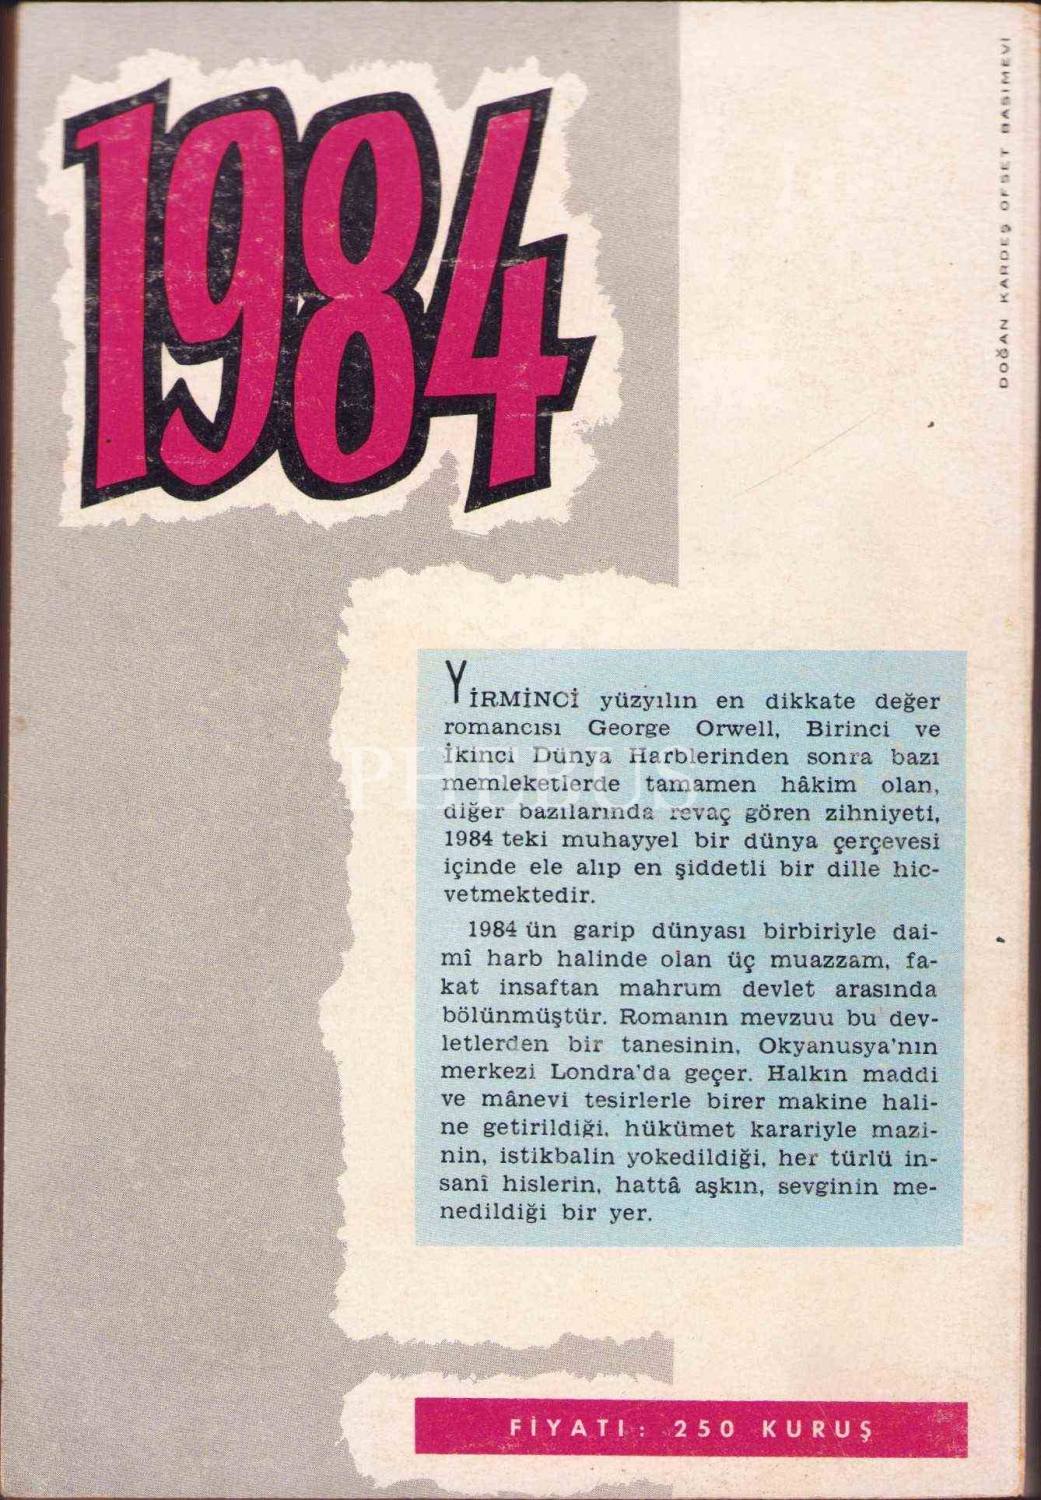 1984
DOĞAN KARDEŞ OFSET BASIMEVİ
YİRMİNCİ yüzyılın en dikkate değer
romancısı George Orwell, Birinci ve
İkinci Dünya Harblerinden sonra bazı
memleketlerde tamamen hâkim olan,
diğer bazılarında revaç gören zihniyeti,
1984 teki muhayyel bir dünya çerçevesi
içinde ele alıp en şiddetli bir dille hic-
vetmektedir.
1984 ün garip dünyası birbiriyle dai-
mî harb halinde olan üç muazzam, fa-
kat insaftan mahrum devlet arasında
bölünmüştür. Romanın mevzuu bu dev-
letlerden bir tanesinin, Okyanusya'nın
merkezi Londra'da geçer. Halkın maddi
ve mânevi tesirlerle birer makine hali-
ne getirildiği, hükümet karariyle mazi-
nin, istikbalin yokedildiği, her türlü in-
sanî hislerin, hattâ aşkın, sevginin me-
nedildiği bir yer.
FİYATI: 250 KURUŞ